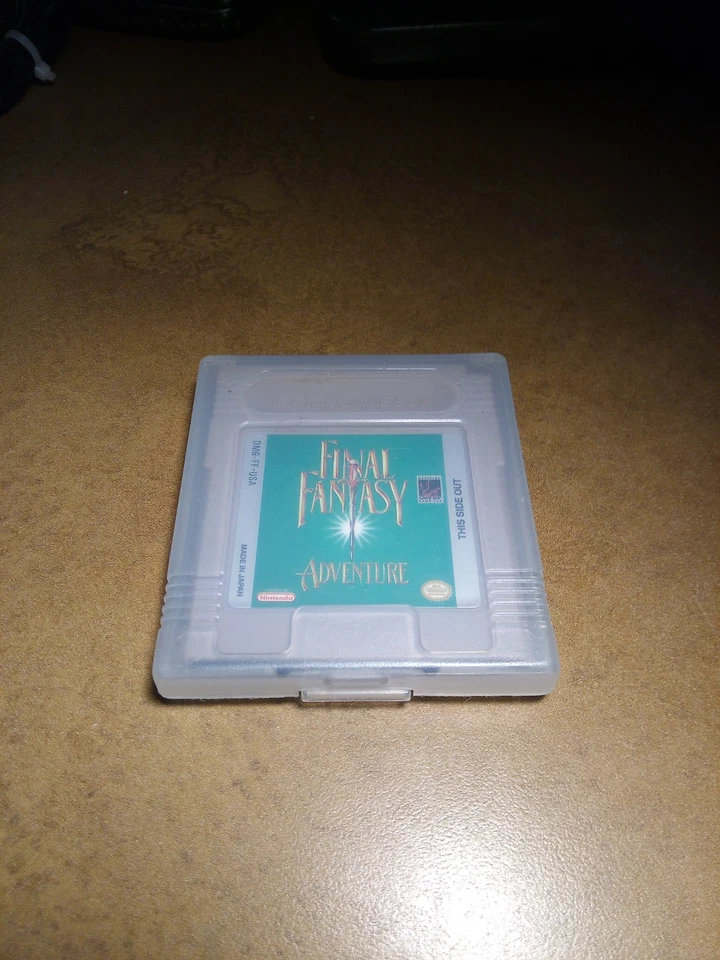 DMG-FF-USA
MADE IN JAPAN
FINAL
FANTASY
ADVENTURE
Nintendo
THIS SIDE OUT